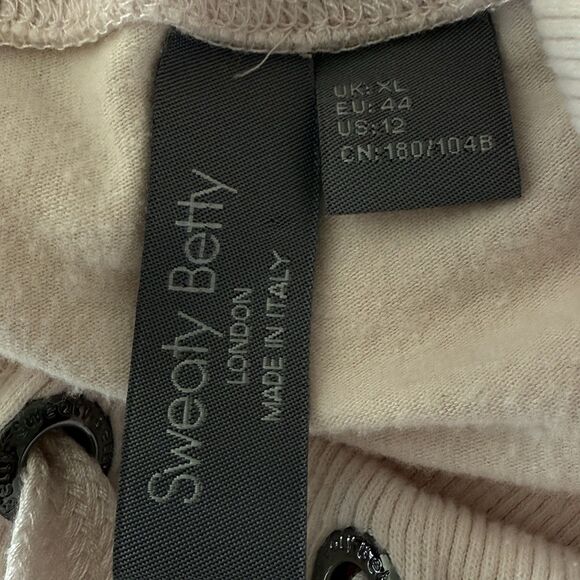 Sweaty Betty
LONDON
MADE IN ITALY
UK: XL
EU: 44
US: 12
CN: 180/104B